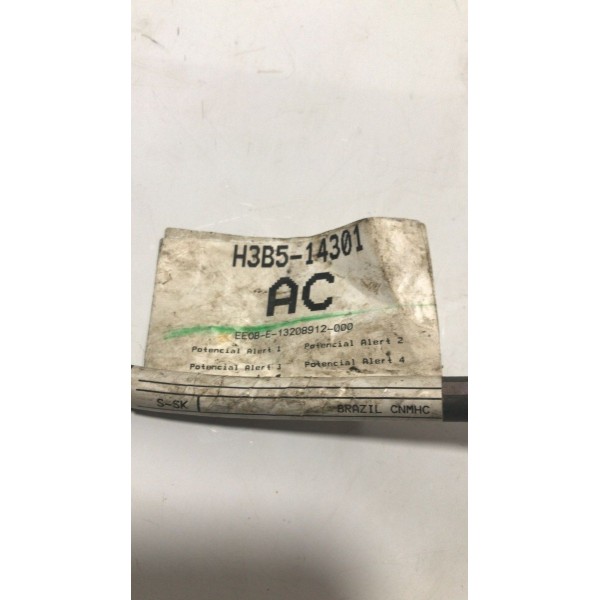 H3B5-14301
AC
EE08-E-13208912-000
Potencial Alert 1 Potencial Alert 2
Potencial Alert 3 Potencial Alert 4
S-SK BRAZIL CNMHC